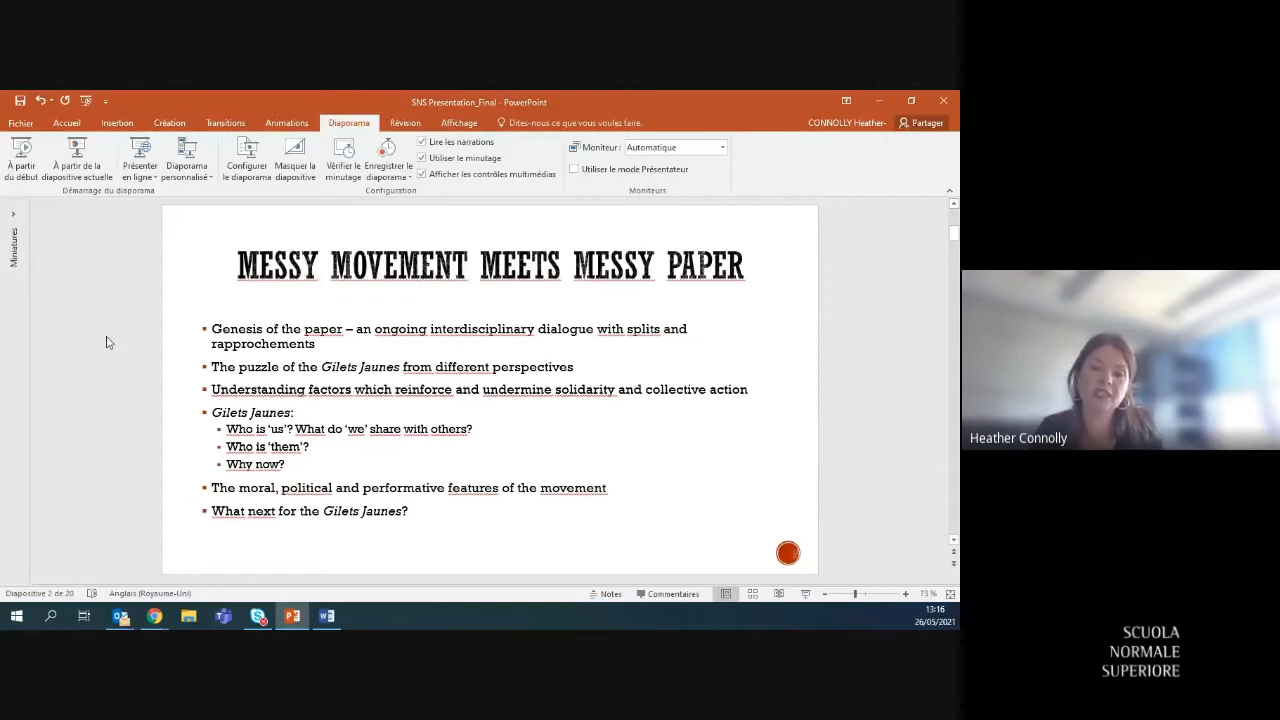 SNS Presentation_Final - PowerPoint
Fichier Accueil Insertion Création Transitions Animations Diaporama Révision Affichage Dites-nous ce que vous voulez faire. CONNOLLY Heather- Partager
À partir du début
À partir de la diapositive actuelle
Présenter en ligne
Diaporama personnalisé
Démarrage du diaporama
Configurer le diaporama
Masquer la diapositive
Vérifier le minutage
Enregistrer le diaporama
Lire les narrations
Utiliser le minutage
Afficher les contrôles multimédias
Configuration
Moniteur: Automatique
Utiliser le mode Présentateur
Moniteurs
Miniatures
MESSY MOVEMENT MEETS MESSY PAPER
Genesis of the paper – an ongoing interdisciplinary dialogue with splits and
rapprochements
The puzzle of the Gilets Jaunes from different perspectives
Understanding factors which reinforce and undermine solidarity and collective action
Gilets Jaunes:
Who is ‘us’? What do ‘we’ share with others?
Who is ‘them’?
Why now?
The moral, political and performative features of the movement
What next for the Gilets Jaunes?
Diapositive 2 de 20 Anglais (Royaume-Uni) Notes Commentaires 73 %
13:16
26/05/2021
Heather Connolly
SCUOLA
NORMALE
SUPERIORE